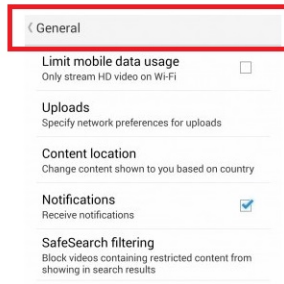 General
Limit mobile data usage
Only stream HD video on Wi-Fi
Uploads
Specify network preferences for uploads
Content location
Change content shown to you based on country
Notifications
Receive notifications
SafeSearch filtering
Block videos containing restricted content from
showing in search results